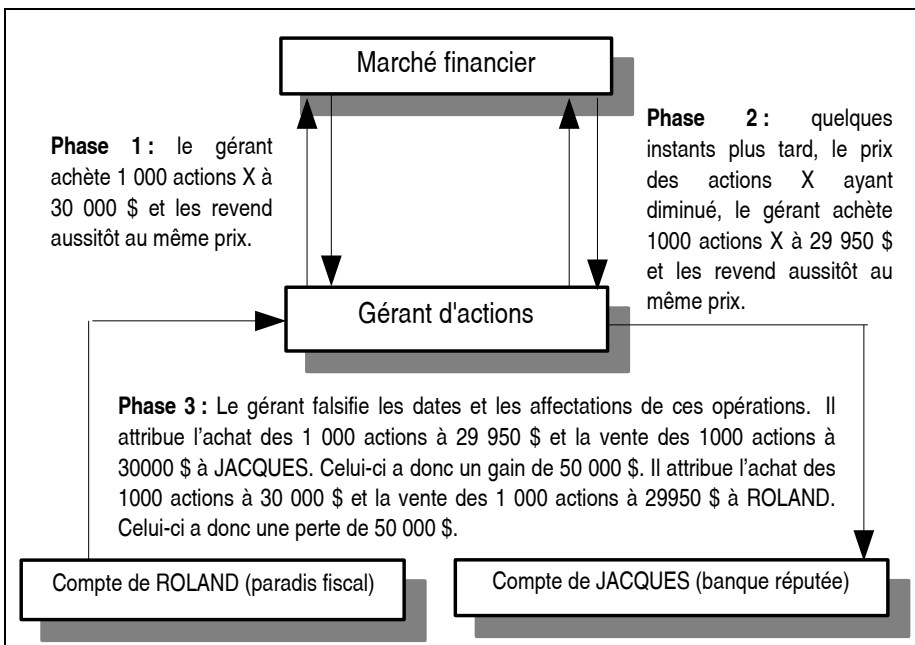 Marché financier
Phase 1 : le gérant
achète 1 000 actions X à
30 000 $ et les revend
aussitôt au même prix.
Phase 2 : quelques
instants plus tard, le prix
des actions X ayant
diminué, le gérant achète
1000 actions X à 29 950 $
et les revend aussitôt au
même prix.
Gérant d'actions
Phase 3 : Le gérant falsifie les dates et les affectations de ces opérations. Il
attribue l’achat des 1 000 actions à 29 950 $ et la vente des 1000 actions à
30000 $ à JACQUES. Celui-ci a donc un gain de 50 000 $. Il attribue l’achat des
1000 actions à 30 000 $ et la vente des 1 000 actions à 29950 $ à ROLAND.
Celui-ci a donc une perte de 50 000 $.
Compte de ROLAND (paradis fiscal)
Compte de JACQUES (banque réputée)